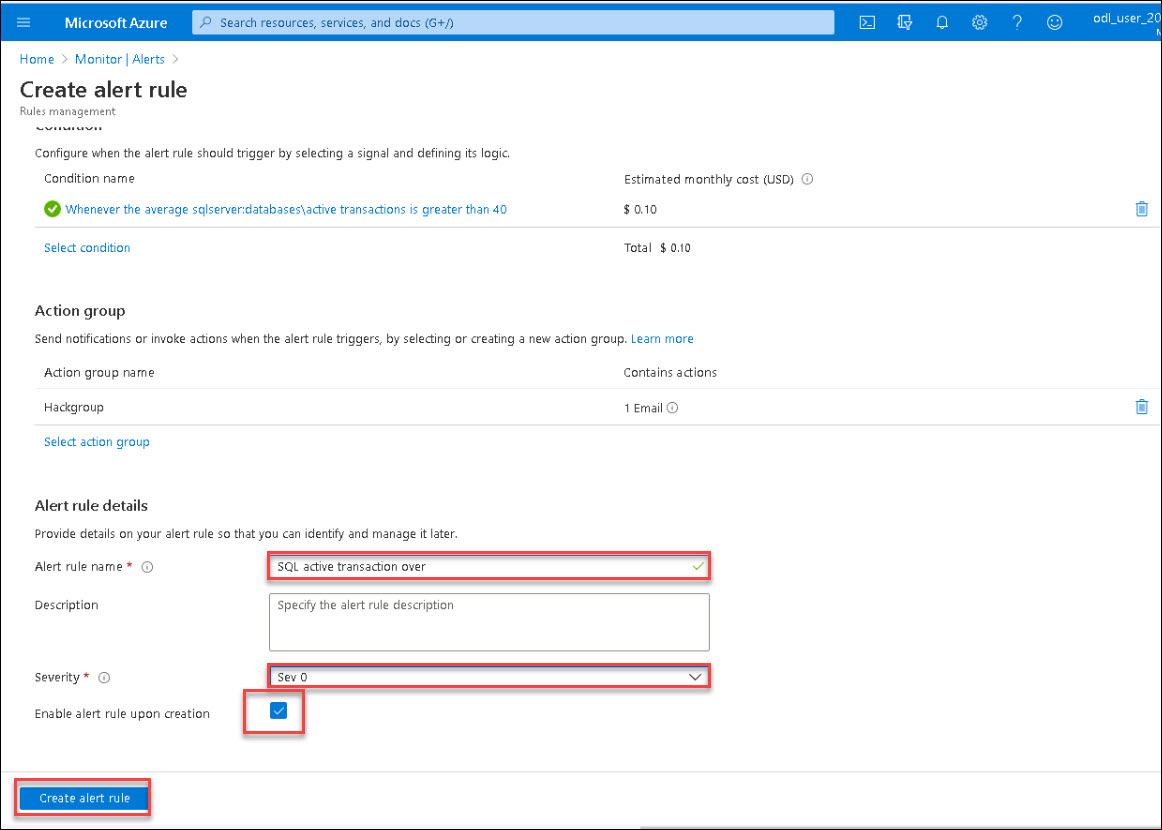 Microsoft Azure
Search resources, services, and docs (G+/)
odl_user_20
Home > Monitor | Alerts >
Create alert rule
Rules management
Condition
Configure when the alert rule should trigger by selecting a signal and defining its logic.
Condition name Estimated monthly cost (USD)
Whenever the average sqlserver:databases\active transactions is greater than 40 $ 0.10
Select condition Total $ 0.10
Action group
Send notifications or invoke actions when the alert rule triggers, by selecting or creating a new action group. Learn more
Action group name Contains actions
Hackgroup 1 Email
Select action group
Alert rule details
Provide details on your alert rule so that you can identify and manage it later.
Alert rule name * SQL active transaction over
Description Specify the alert rule description
Severity * Sev 0
Enable alert rule upon creation
Create alert rule